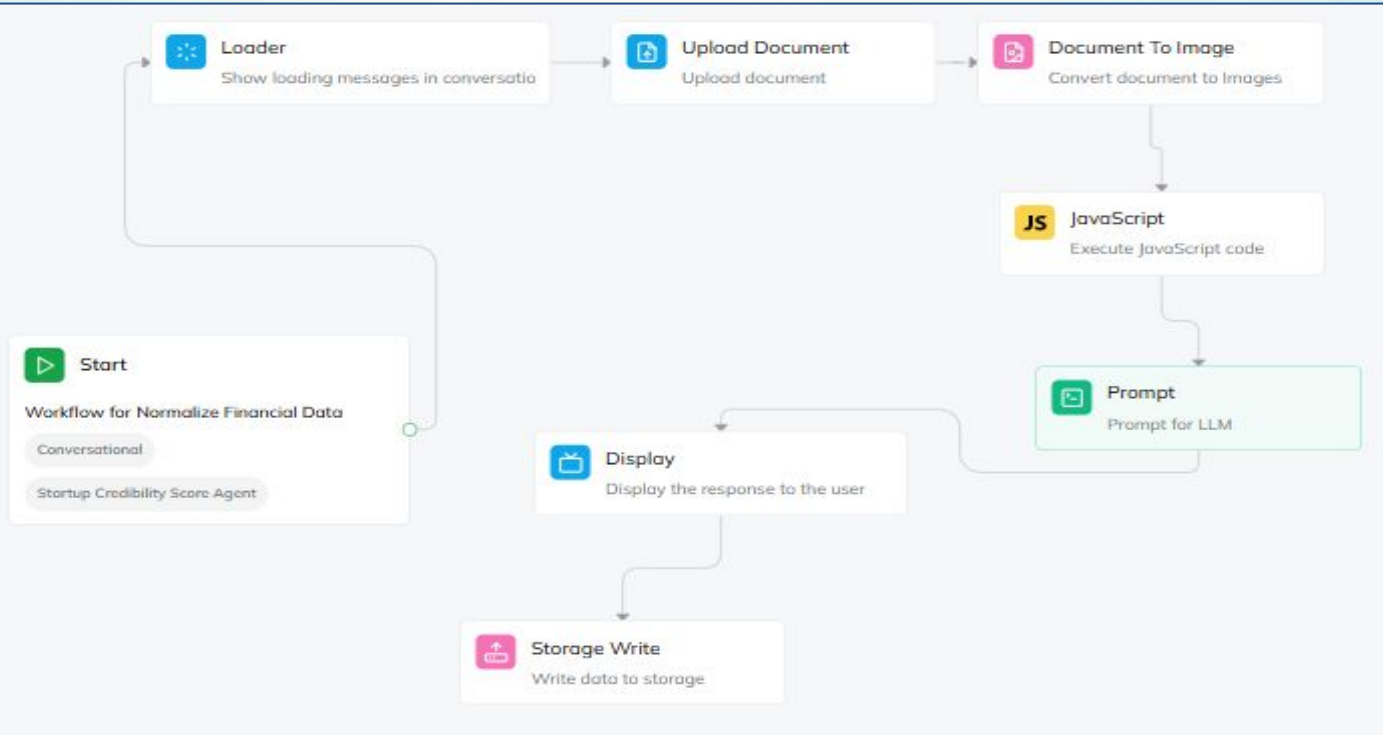 Loader
Show loading messages in conversatio
Upload Document
Upload document
Document To Image
Convert document to Images
JS
JavaScript
Execute JavaScript code
Start
Workflow for Normalize Financial Data
Conversational
Startup Credibility Score Agent
Prompt
Prompt for LLM
Display
Display the response to the user
Storage Write
Write data to storage